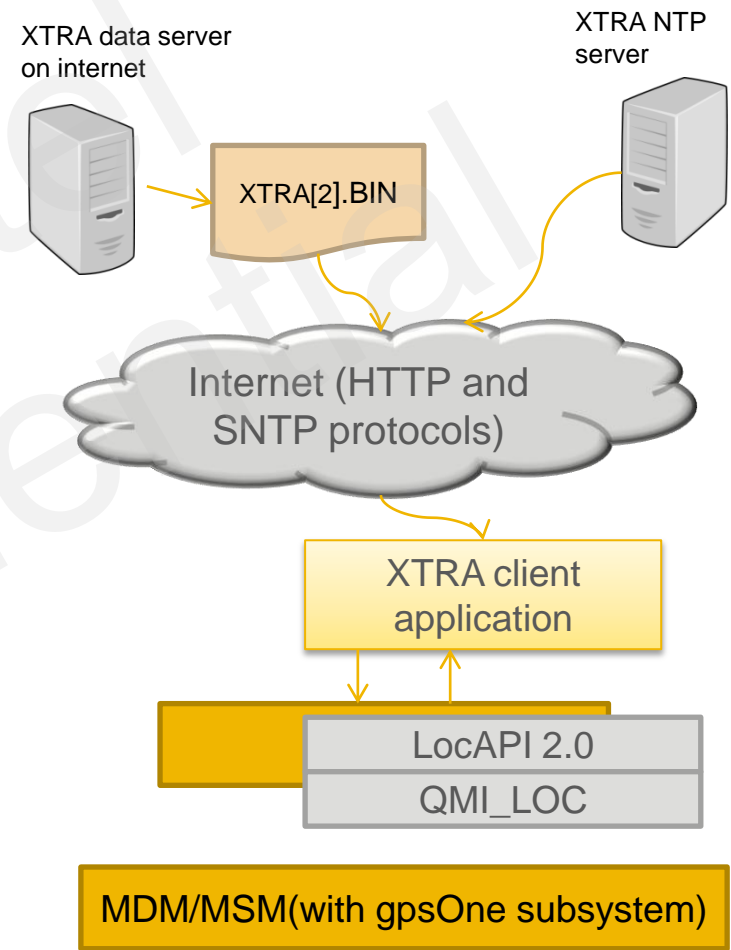 XTRA data server
on internet
XTRA NTP
server
XTRA[2].BIN
Internet (HTTP and
SNTP protocols)
XTRA client
application
LocAPI 2.0
QMI_LOC
MDM/MSM(with gpsOne subsystem)